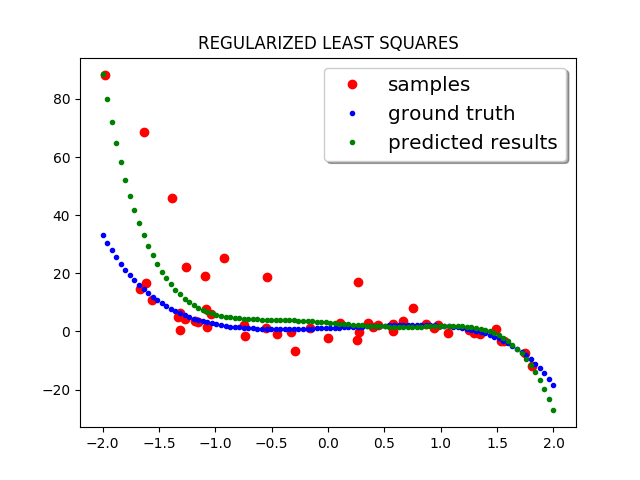 REGULARIZED LEAST SQUARES
samples
ground truth
predicted results
80
60
40
20
0
−20
−2.0 −1.5 −1.0 −0.5 0.0 0.5 1.0 1.5 2.0